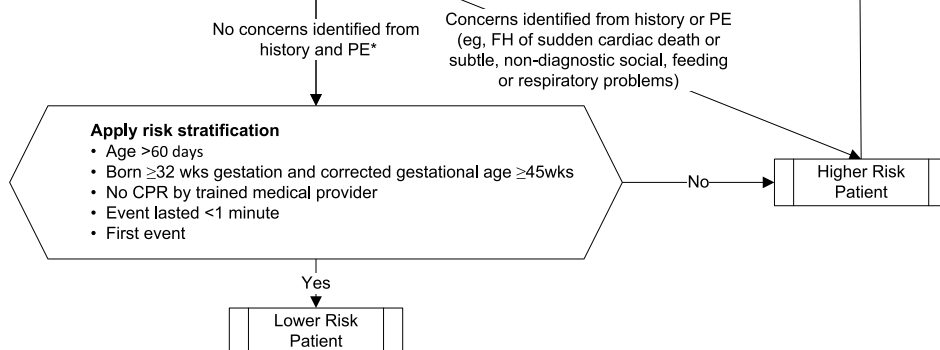 No concerns identified from
history and PE*
Concerns identified from history or PE
(eg, FH of sudden cardiac death or
subtle, non-diagnostic social, feeding
or respiratory problems)
Apply risk stratification
• Age >60 days
• Born ≥32 wks gestation and corrected gestational age ≥45wks
• No CPR by trained medical provider
• Event lasted <1 minute
• First event
No
Higher Risk
Patient
Yes
Lower Risk
Patient